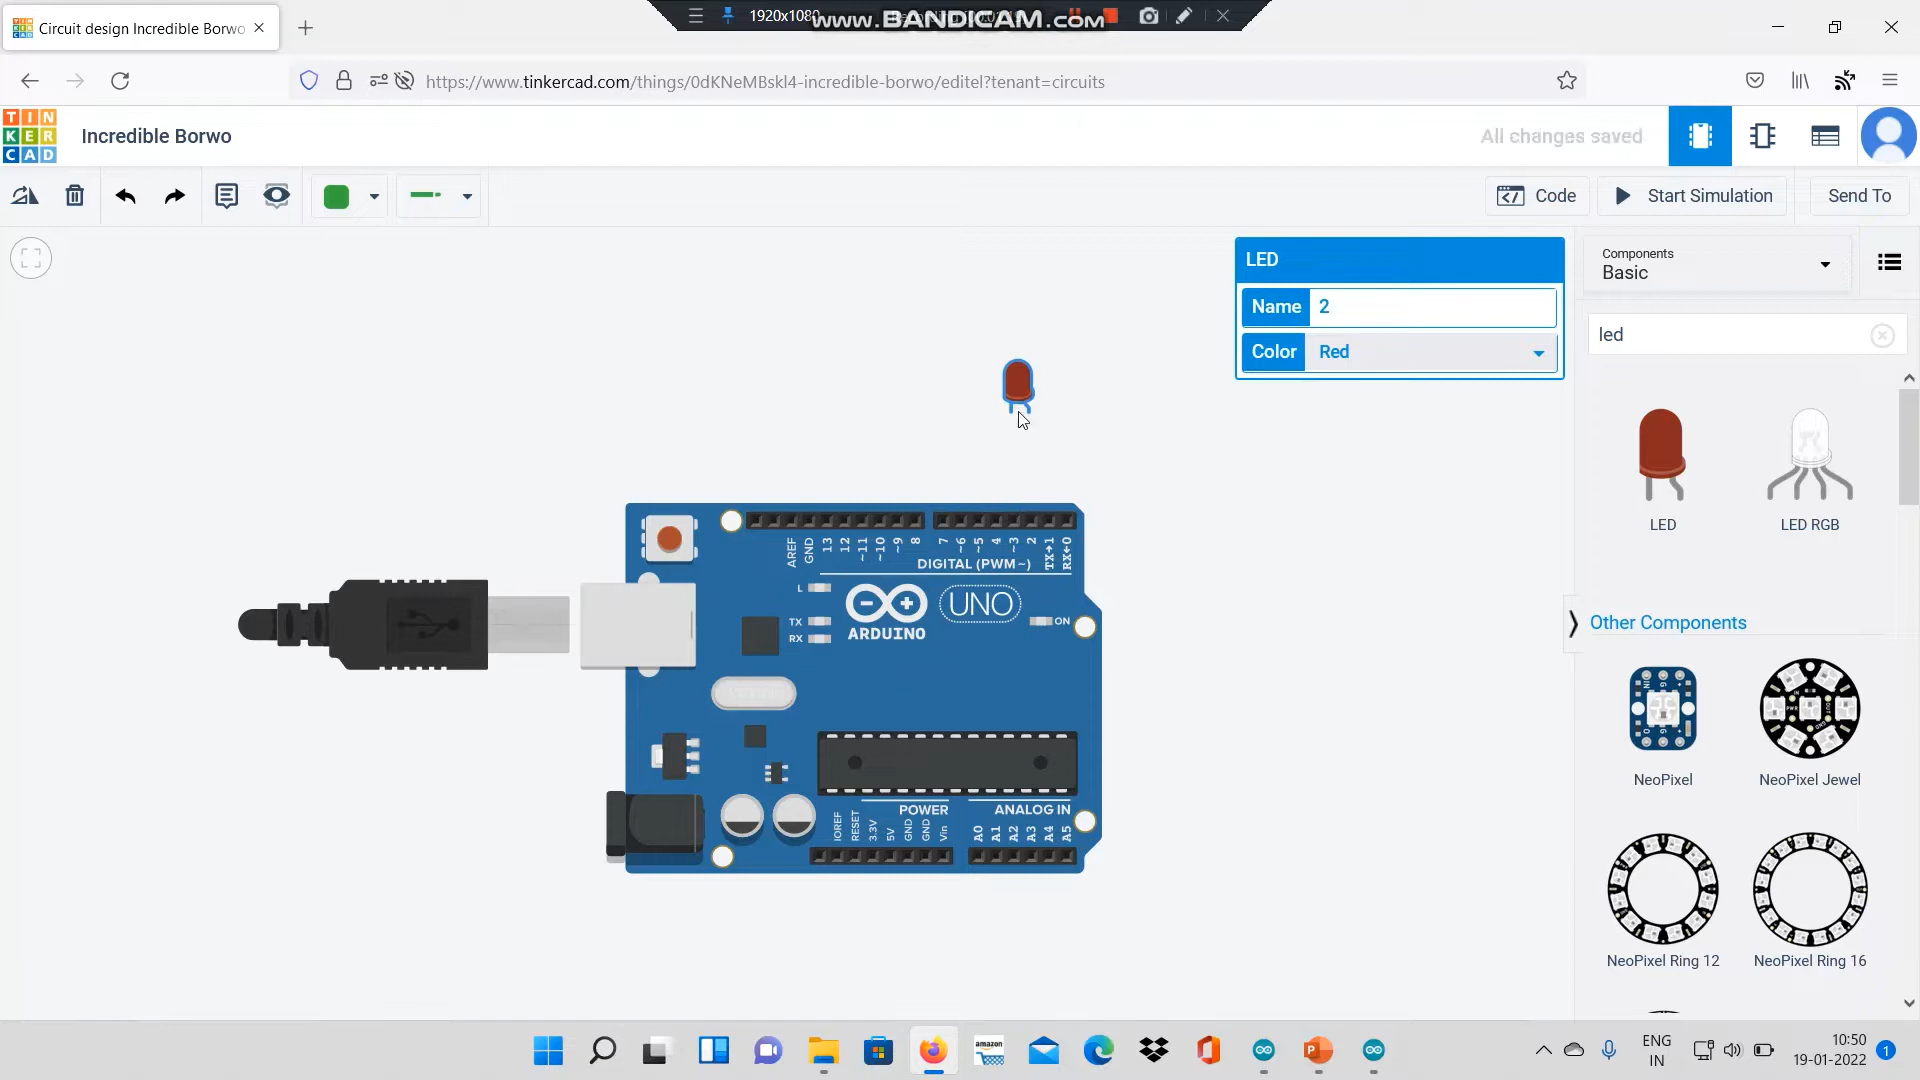 Circuit design Incredible Borwo
1920x1080
www.BANDICAM.com
https://www.tinkercad.com/things/0dKNeMBskl4-incredible-borwo/editel?tenant=circuits
TIN
KER
CAD
Incredible Borwo
All changes saved
Code
Start Simulation
Send To
LED
Name 2
Color Red
Components
Basic
led
LED
LED RGB
Other Components
NeoPixel
NeoPixel Jewel
NeoPixel Ring 12
NeoPixel Ring 16
AREF
GND
13
12
~11
~10
~9
8
7
~6
~5
4
~3
2
TX→1
RX←0
DIGITAL (PWM~)
L
TX
RX
UNO
ARDUINO
ON
POWER
ANALOG IN
IOREF
RESET
3.3V
5V
GND
GND
Vin
A0
A1
A2
A3
A4
A5
amazon
ENG
IN
10:50
19-01-2022
1